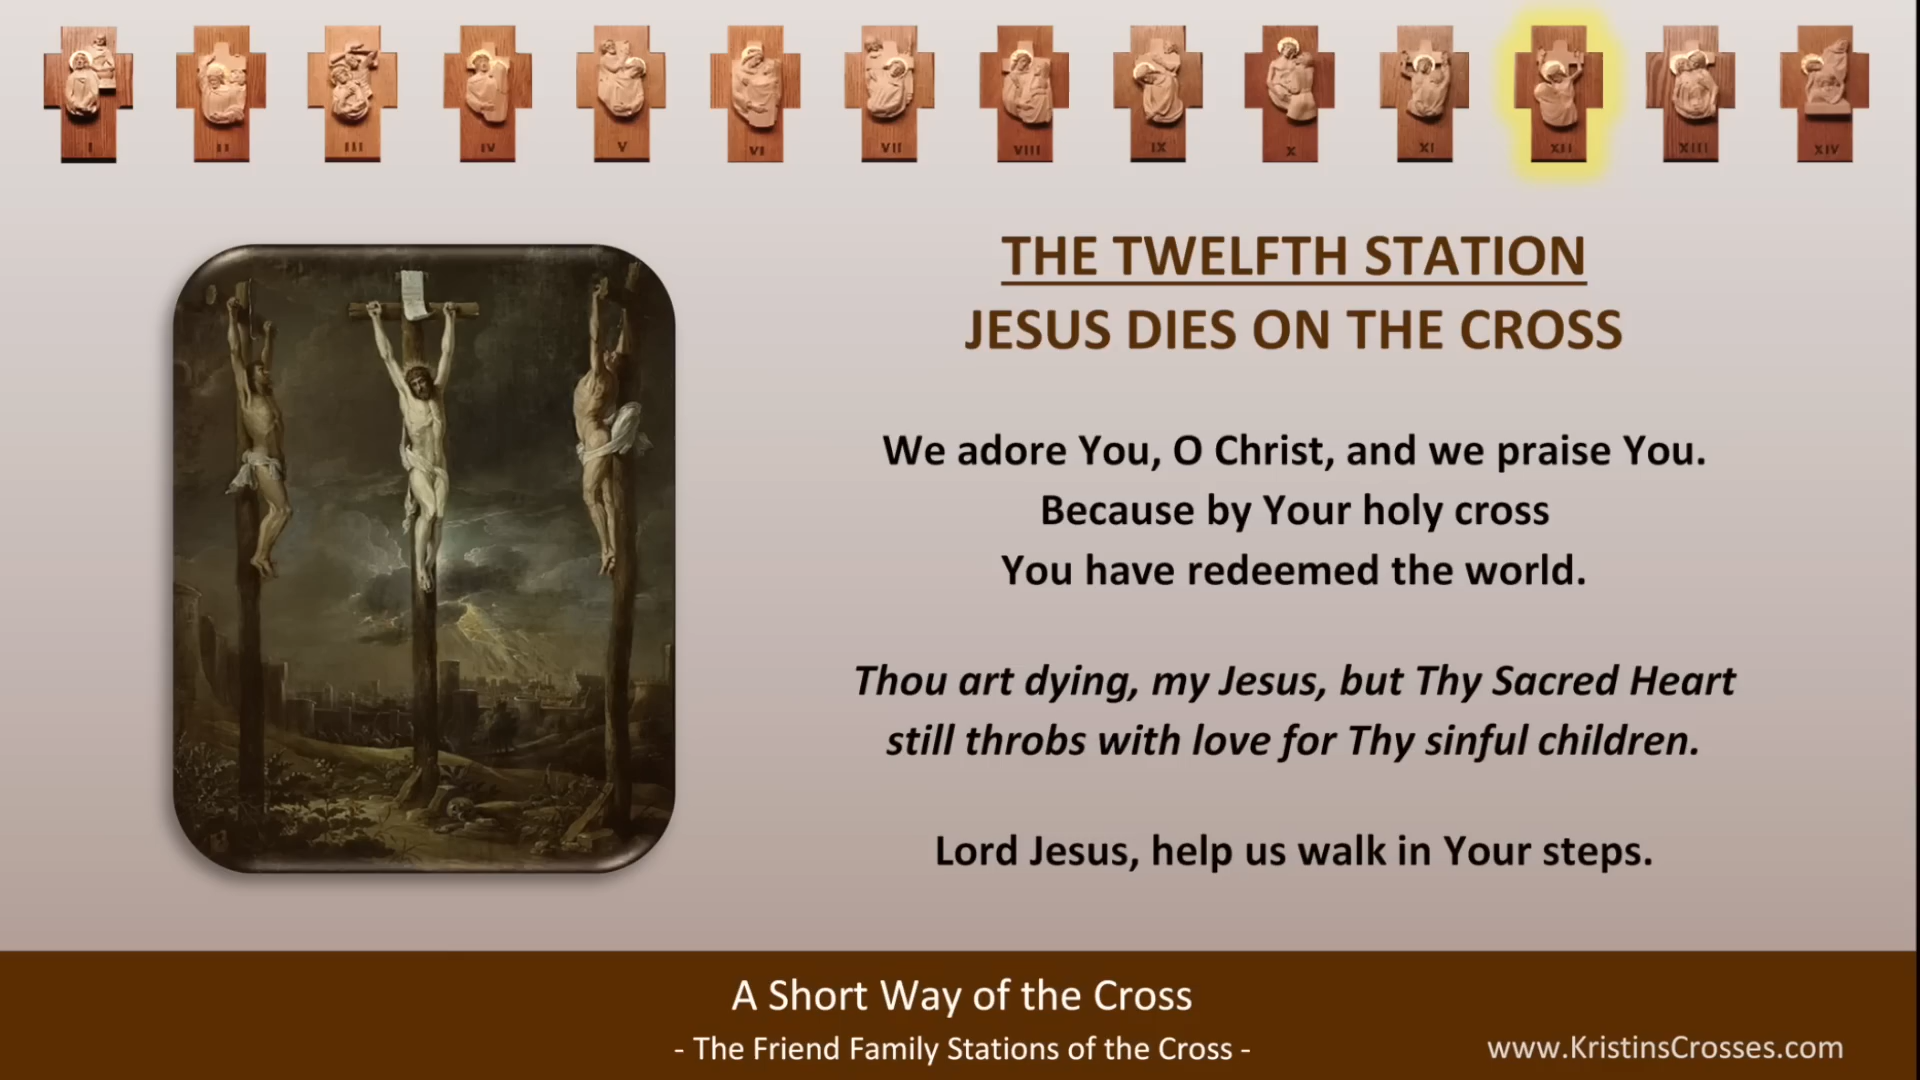 I II III IV V VI VII VIII IX X XI XII XIII XIV
THE TWELFTH STATION
JESUS DIES ON THE CROSS
We adore You, O Christ, and we praise You.
Because by Your holy cross
You have redeemed the world.
Thou art dying, my Jesus, but Thy Sacred Heart
still throbs with love for Thy sinful children.
Lord Jesus, help us walk in Your steps.
A Short Way of the Cross
- The Friend Family Stations of the Cross -
www.KristinsCrosses.com